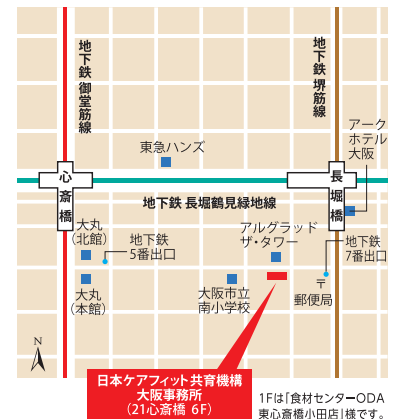 地下鉄 御堂筋線
地下鉄 堺筋線
アーク
ホテル
大阪
東急ハンズ
心斎橋
長堀橋
地下鉄 長堀鶴見緑地線
大丸
(北館)
地下鉄
5番出口
アルグラッド
ザ・タワー
地下鉄
7番出口
大丸
(本館)
大阪市立
南小学校
〒
郵便局
N
日本ケアフィット共育機構
大阪事務所
(21心斎橋 6F)
1Fは「食材センターODA
東心斎橋小田店」様です。